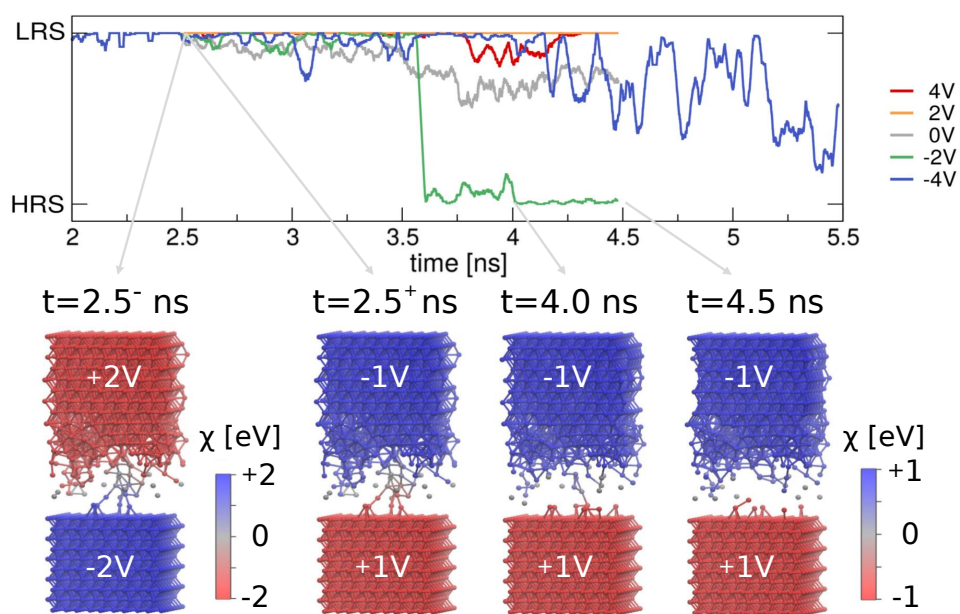 LRS
HRS
2 2.5 3 3.5 4 4.5 5 5.5
time [ns]
4V
2V
0V
-2V
-4V
t=2.5⁻ ns t=2.5⁺ ns t=4.0 ns t=4.5 ns
+2V -1V -1V -1V
χ [eV] χ [eV]
+2 +1
0 0
-2 -1
-2V +1V +1V +1V